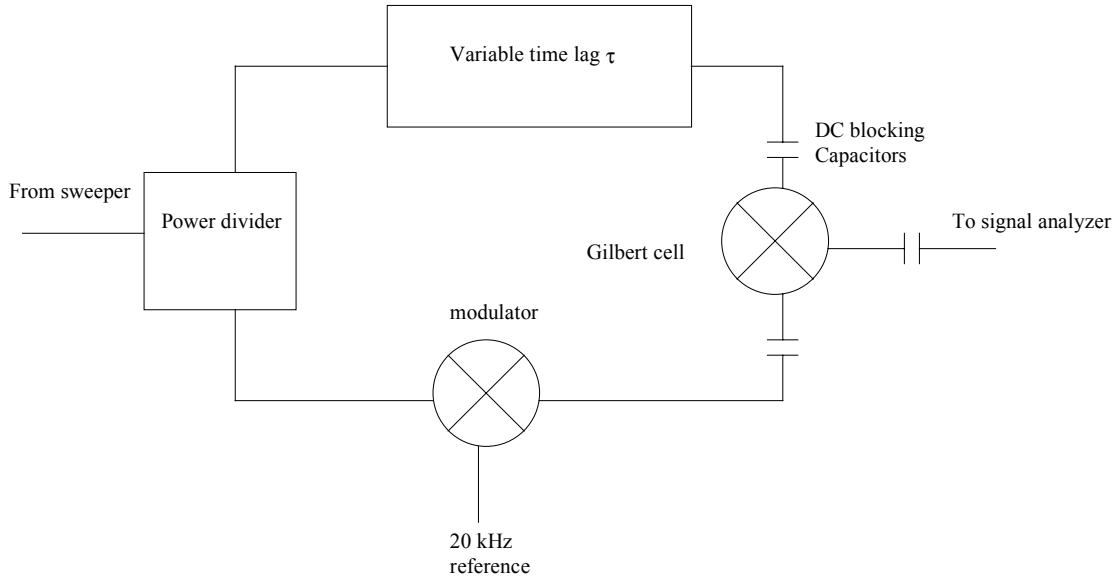 Variable time lag τ
DC blocking
Capacitors
From sweeper
Power divider
To signal analyzer
Gilbert cell
modulator
20 kHz
reference